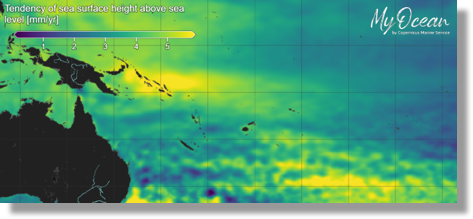 Tendency of sea surface height above sea
level [mm/yr]
1 2 3 4 5
My Ocean
by Copernicus Marine Service